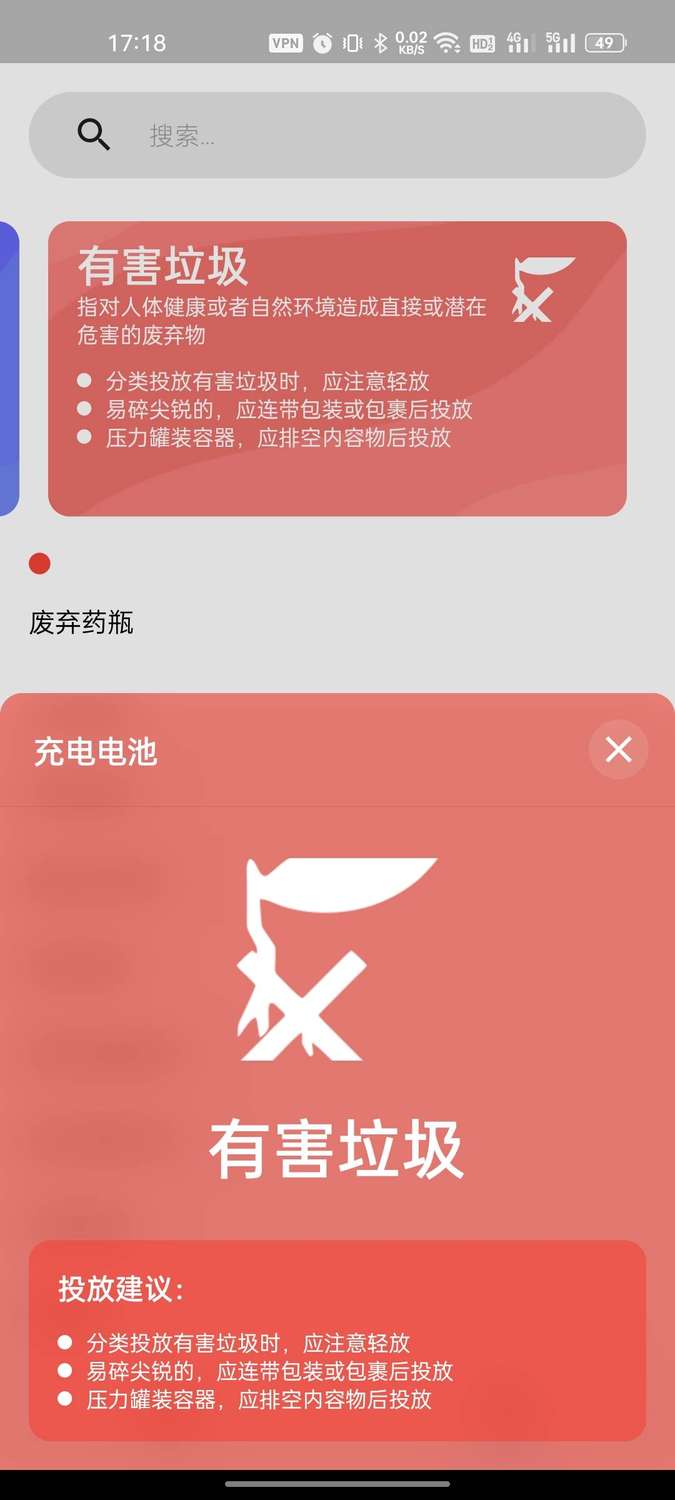 17:18
VPN
0.02
KB/S
HD
4G
5G
49
搜索...
有害垃圾
指对人体健康或者自然环境造成直接或潜在
危害的废弃物
分类投放有害垃圾时，应注意轻放
易碎尖锐的，应连带包装或包裹后投放
压力罐装容器，应排空内容物后投放
废弃药瓶
充电电池
有害垃圾
投放建议：
分类投放有害垃圾时，应注意轻放
易碎尖锐的，应连带包装或包裹后投放
压力罐装容器，应排空内容物后投放